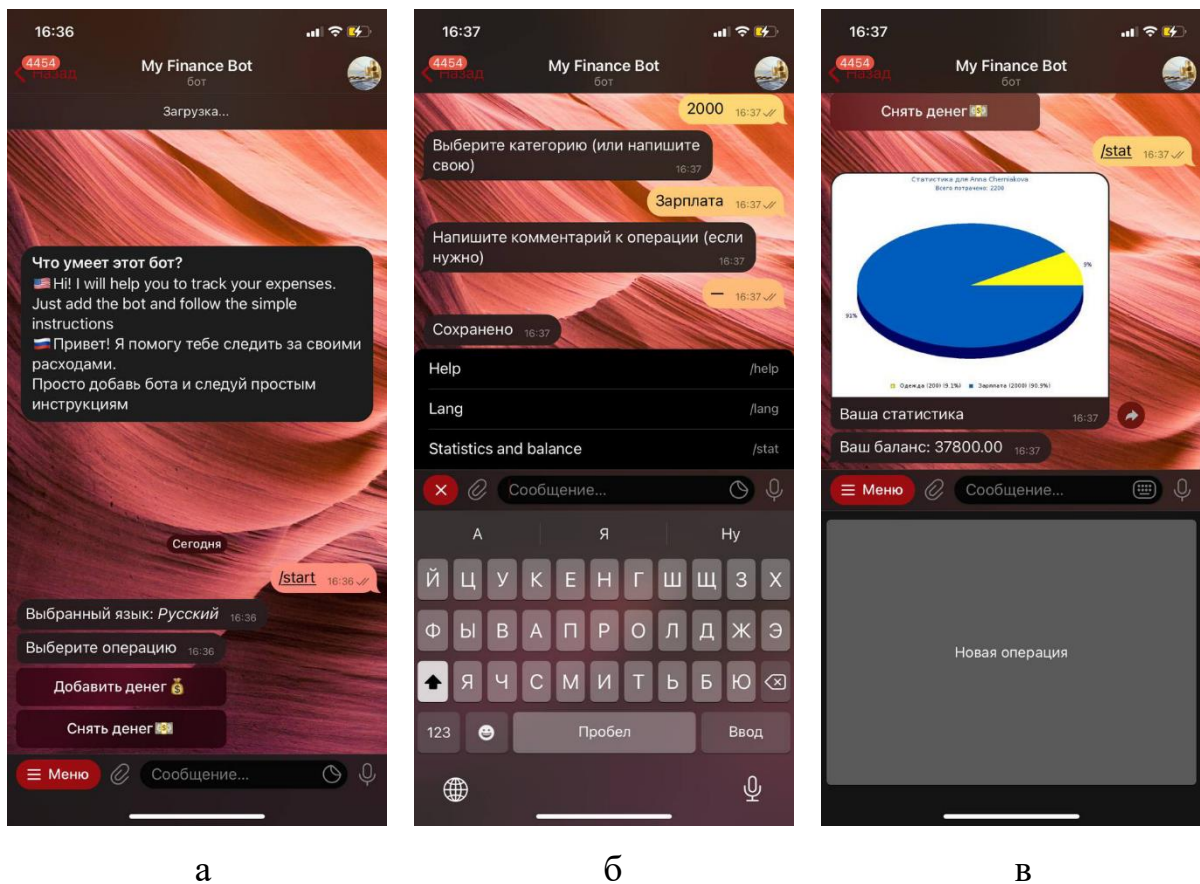 16:36
4454
Назад
My Finance Bot
бот
Загрузка...
Что умеет этот бот?
🇺🇸Hi! I will help you to track your expenses.
Just add the bot and follow the simple
instructions
🇷🇺Привет! Я помогу тебе следить за своими
расходами.
Просто добавь бота и следуй простым
инструкциям
Сегодня
/start 16:36
Выбранный язык: Русский 16:36
Выберите операцию 16:36
Добавить денег💰
Снять денег💵
Меню
Сообщение...
а
16:37
4454
Назад
My Finance Bot
бот
2000 16:37
Выберите категорию (или напишите
свою) 16:37
Зарплата 16:37
Напишите комментарий к операции (если
нужно) 16:37
— 16:37
Сохранено 16:37
Help /help
Lang /lang
Statistics and balance /stat
Сообщение...
А Я Ну
Й Ц У К Е Н Г Ш Щ З Х
Ф Ы В А П Р О Л Д Ж Э
Я Ч С М И Т Ь Б Ю
123 Пробел Ввод
б
16:37
4454
Назад
My Finance Bot
бот
Снять денег💵
/stat 16:37
Статистика для Anna Cherniakova
Всего потрачено: 2200
9%
91%
Одежда (200) (9.1%) Зарплата (2000) (90.9%)
Ваша статистика 16:37
Ваш баланс: 37800.00 16:37
Меню
Сообщение...
Новая операция
в